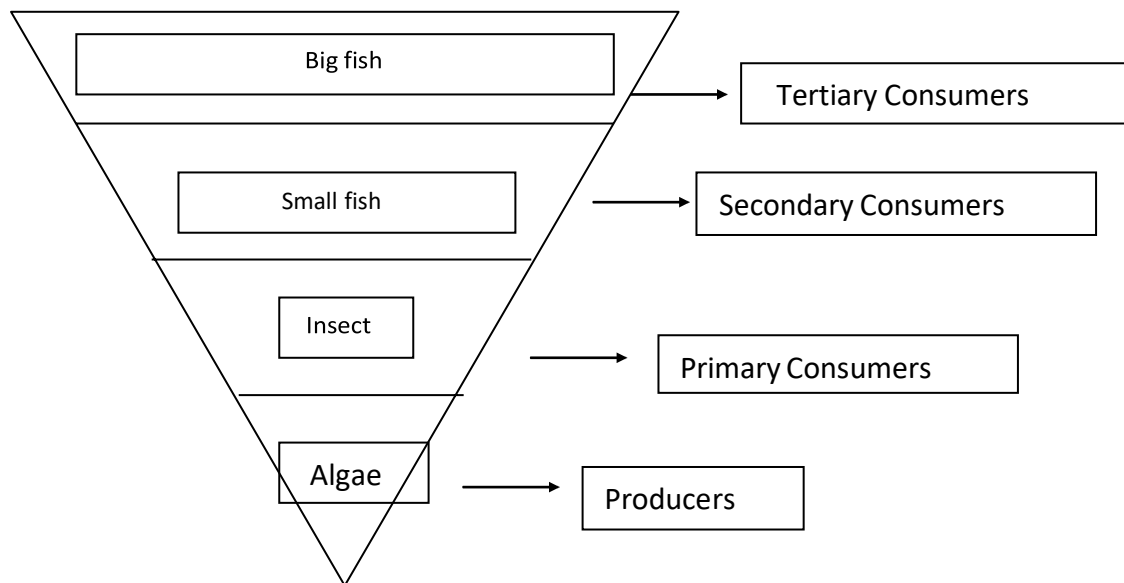 Big fish
Tertiary Consumers
Small fish
Secondary Consumers
Insect
Primary Consumers
Algae
Producers